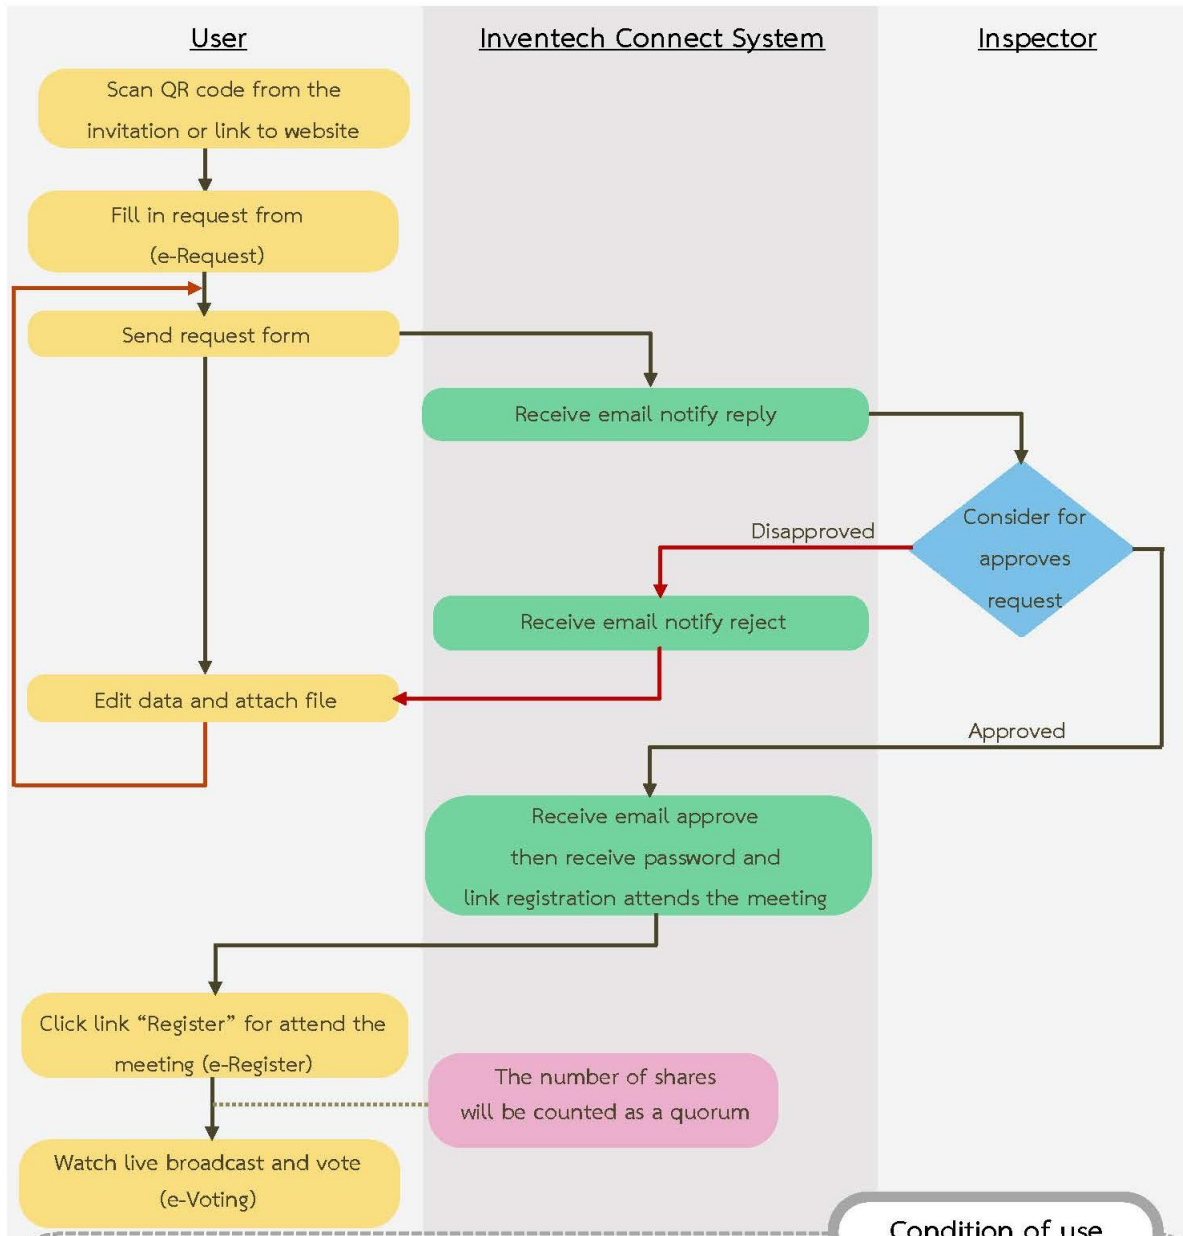 User
Inventech Connect System
Inspector
Scan QR code from the
invitation or link to website
Fill in request from
(e-Request)
Send request form
Receive email notify reply
Consider for
approves
request
Disapproved
Receive email notify reject
Edit data and attach file
Approved
Receive email approve
then receive password and
link registration attends the meeting
Click link “Register” for attend the
meeting (e-Register)
The number of shares
will be counted as a quorum
Watch live broadcast and vote
(e-Voting)
Condition of use